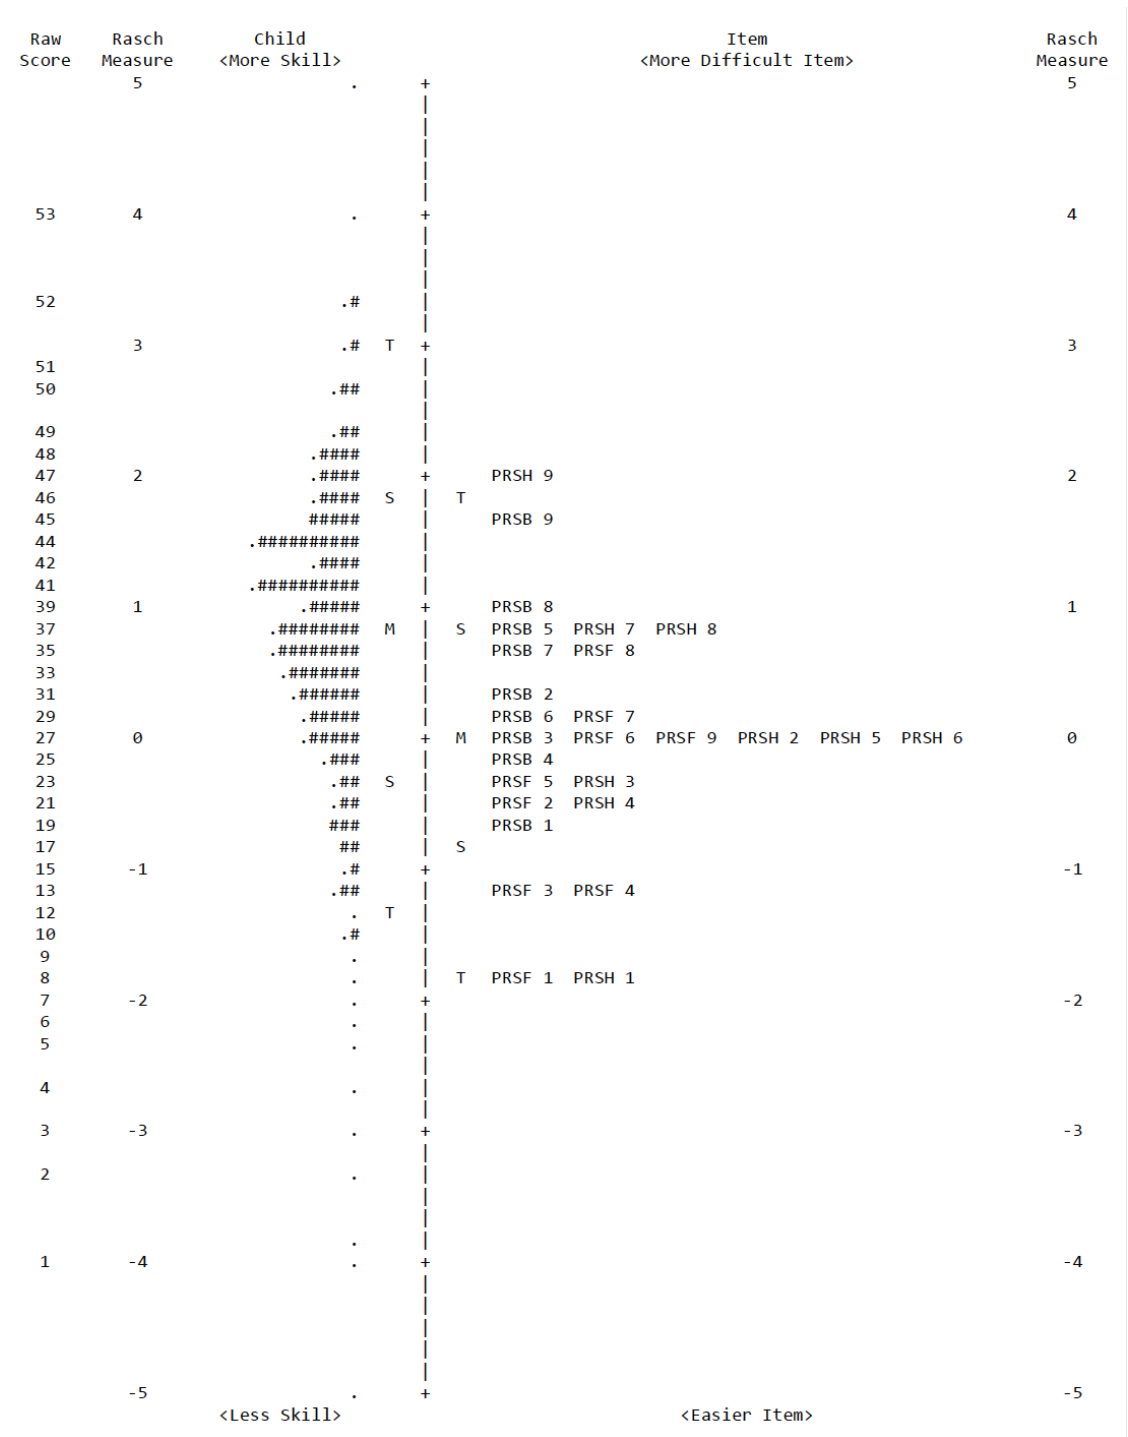 Raw Rasch Child Item Rasch
Score Measure <More Skill> <More Difficult Item> Measure
5 . + 5
|
|
|
|
|
53 4 . + 4
|
|
|
52 .# |
|
3 .# T + 3
51 |
50 .## |
|
49 .## |
48 .#### |
47 2 .#### + PRSH 9 2
46 .#### S | T
45 ##### | PRSB 9
44 .########## |
42 .#### |
41 .########## |
39 1 .##### + PRSB 8 1
37 .######## M | S PRSB 5 PRSH 7 PRSH 8
35 .######## | PRSB 7 PRSF 8
33 .####### |
31 .###### | PRSB 2
29 .##### | PRSB 6 PRSF 7
27 0 .##### + M PRSB 3 PRSF 6 PRSF 9 PRSH 2 PRSH 5 PRSH 6 0
25 .### | PRSB 4
23 .## S | PRSF 5 PRSH 3
21 .## | PRSF 2 PRSH 4
19 ### | PRSB 1
17 ## | S
15 -1 .# + -1
13 .## | PRSF 3 PRSF 4
12 . T |
10 .# |
9 . |
8 . | T PRSF 1 PRSH 1
7 -2 . + -2
6 . |
5 . |
|
4 . |
|
3 -3 . + -3
|
2 . |
|
|
. |
1 -4 . + -4
|
|
|
|
|
-5 . + -5
<Less Skill> <Easier Item>